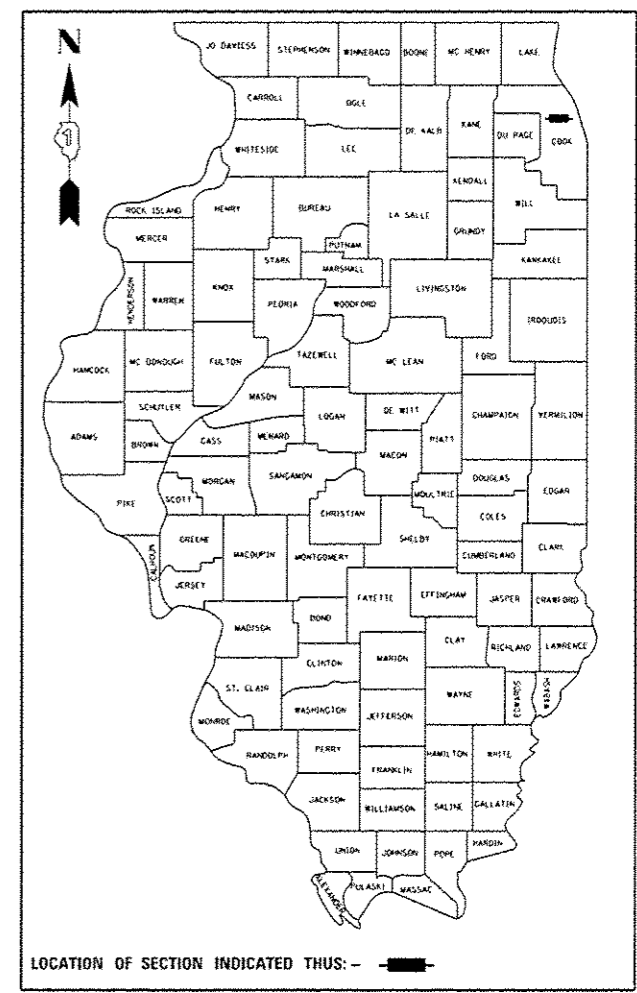 N
JO DAVIESS STEPHENSON WINNEBAGO BOONE MC HENRY LAKE
CARROLL OGLE DE KALB KANE DU PAGE COOK
WHITESIDE LEE
KENDALL
ROCK ISLAND HENRY BUREAU LA SALLE WILL
MERCER PUTNAM GRUNDY
STARK MARSHALL KANKAKEE
HENDERSON WARREN KNOX PEORIA WOODFORD LIVINGSTON
IROQUOIS
HANCOCK MC DONOUGH FULTON TAZEWELL MC LEAN FORD
MASON
SCHUYLER LOGAN DE WITT CHAMPAIGN VERMILION
ADAMS BROWN CASS MENARD PIATT
MACON
MORGAN SANGAMON DOUGLAS EDGAR
PIKE SCOTT MOULTRIE
CHRISTIAN COLES
GREENE SHELBY
CALHOUN MACOUPIN MONTGOMERY CUMBERLAND CLARK
JERSEY
FAYETTE EFFINGHAM JASPER CRAWFORD
MADISON BOND
CLAY RICHLAND LAWRENCE
CLINTON MARION
ST. CLAIR WAYNE EDWARDS WABASH
WASHINGTON JEFFERSON
MONROE
RANDOLPH PERRY HAMILTON WHITE
FRANKLIN
JACKSON WILLIAMSON SALINE GALLATIN
UNION JOHNSON POPE HARDIN
ALEXANDER PULASKI MASSAC
LOCATION OF SECTION INDICATED THUS: -